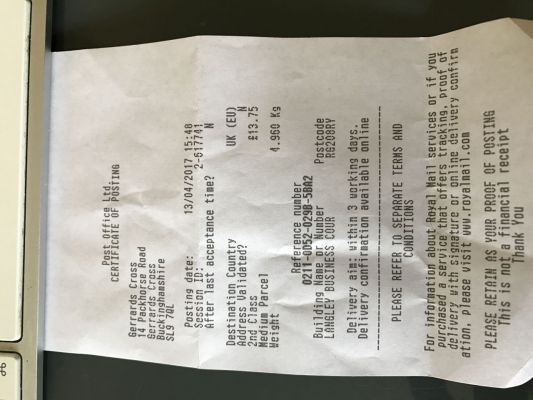 Post Office Ltd.
CERTIFICATE OF POSTING
Gerrards Cross
14 Packhorse Road
Gerrards Cross
Buckinghamshire
SL9 7QL
Posting date: 13/04/2017 15:48
Session ID: 2-617741
After last acceptance time? N
Destination Country UK (EU)
Address Validated? N
2nd Class £13.75
Medium Parcel
Weight 4.960 Kg
Reference number
0211-0052-029B-58A2
Building Name or Number Postcode
LANGLEY BUSINESS COUR RG208RY
Delivery aim: within 3 working days.
Delivery confirmation available online
PLEASE REFER TO SEPARATE TERMS AND
CONDITIONS
For information about Royal Mail services or if you
purchased a service that offers tracking, proof of
delivery with signature or online delivery confirm
ation, please visit www.royalmail.com
PLEASE RETAIN AS YOUR PROOF OF POSTING
This is not a financial receipt
Thank You
⌘